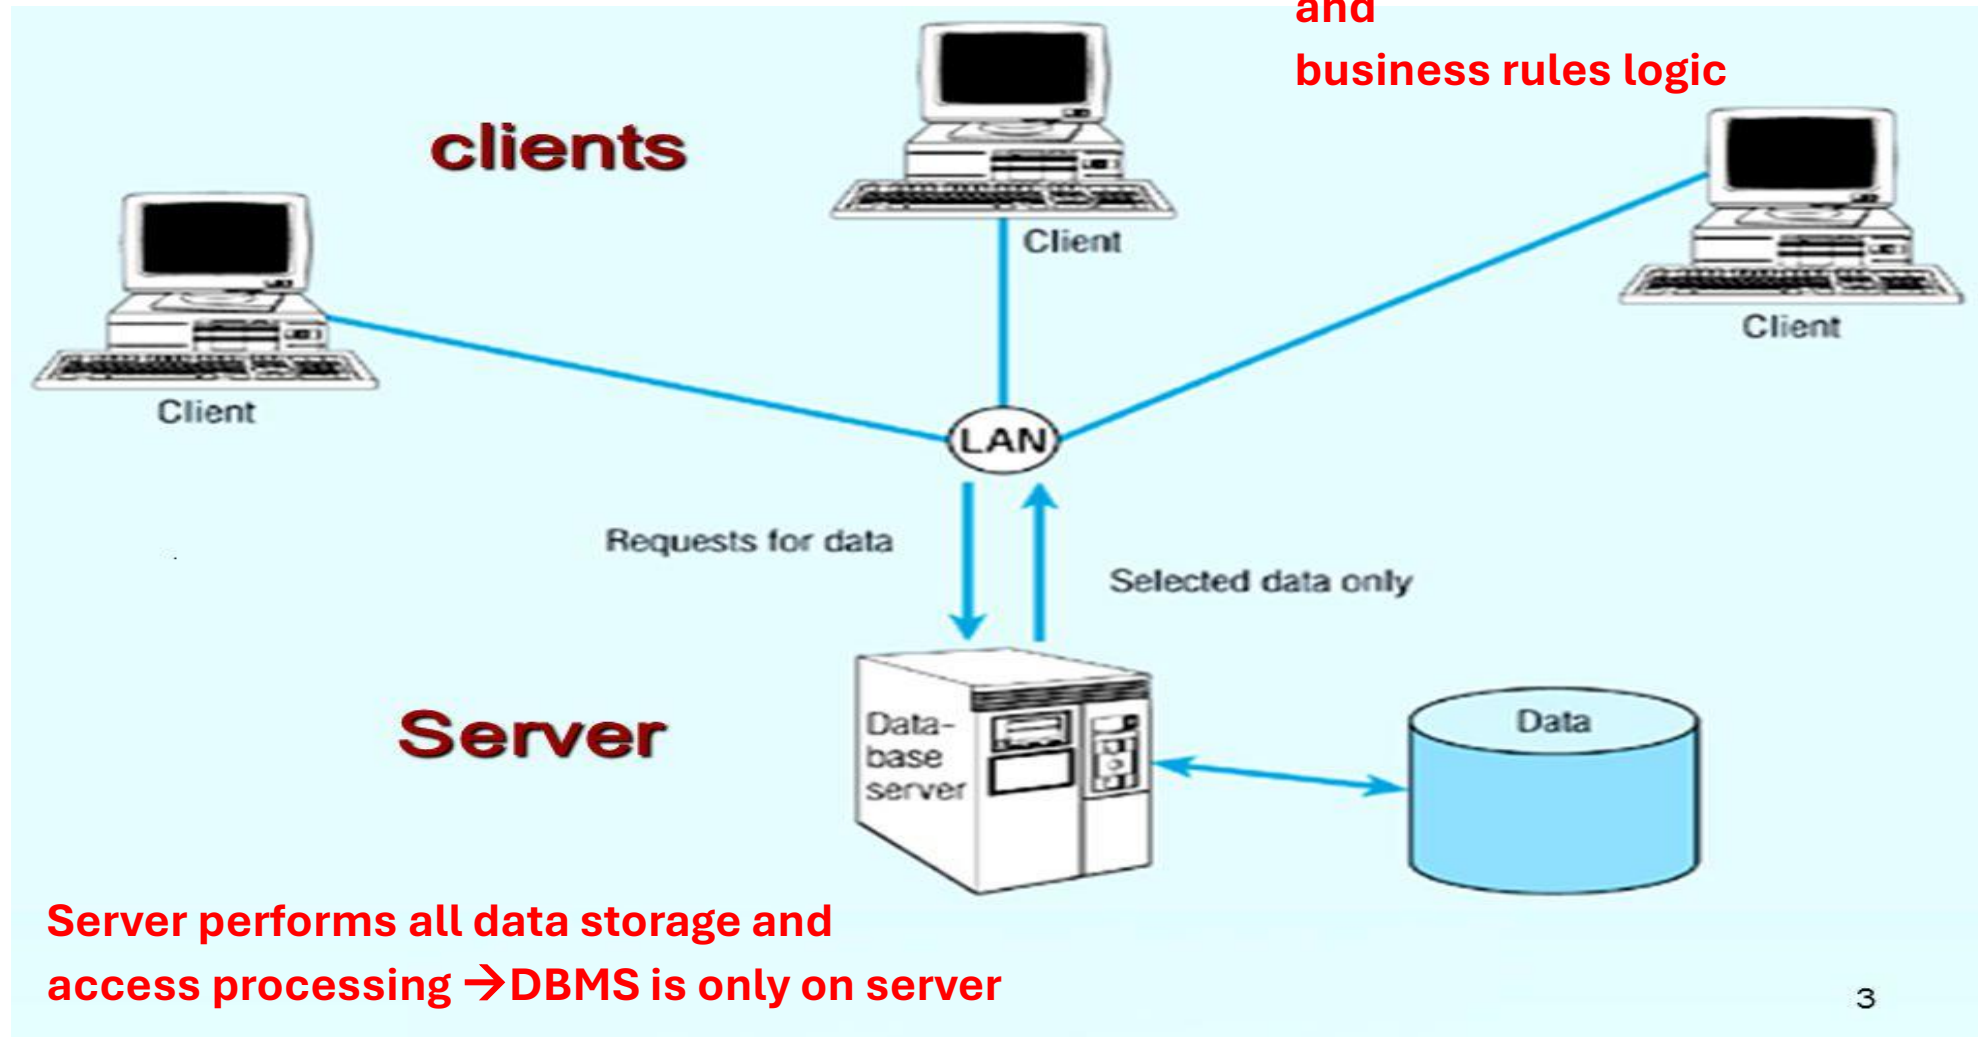 and
business rules logic
clients
Client
Client
Client
LAN
Requests for data
Selected data only
Server
Data-
base
server
Data
Server performs all data storage and
access processing →DBMS is only on server
3